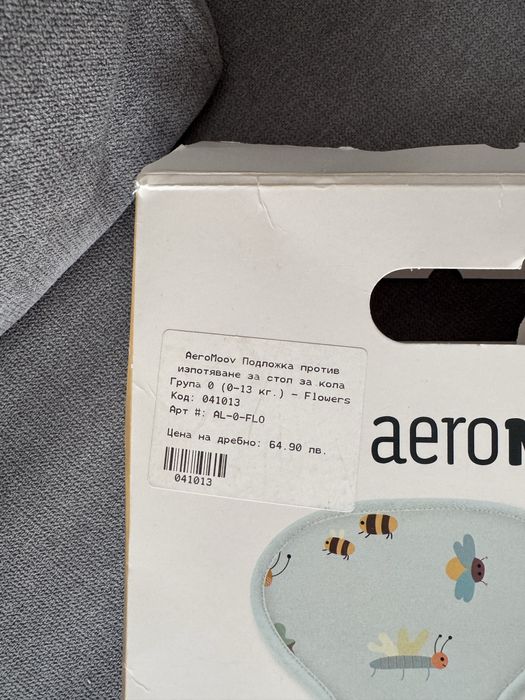 AeroMoov Подложка против
изпотяване за стол за кола
Група 0 (0-13 кг.) - Flowers
Код: 041013
Арт #: AL-0-FLO
Цена на дребно: 64.90 лв.
041013
aero